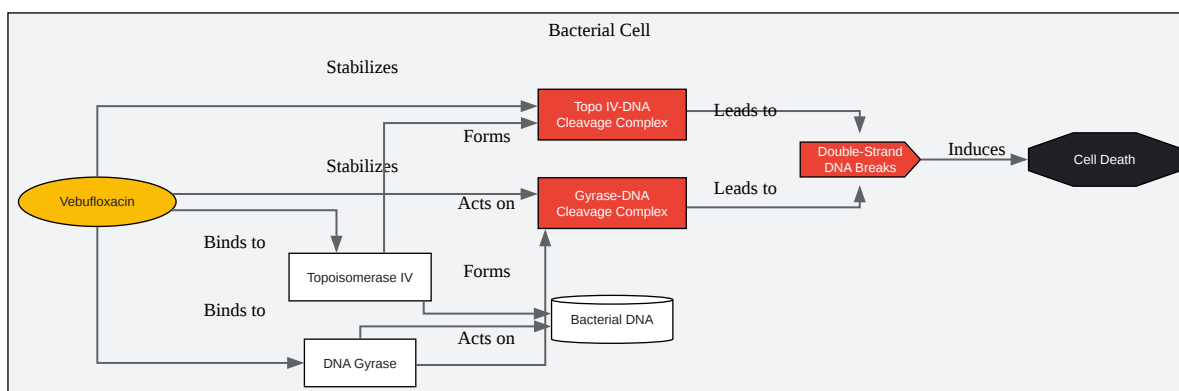 Bacterial Cell
Stabilizes
Topo IV-DNA
Cleavage Complex
Leads to
Forms
Double-Strand
DNA Breaks
Induces
Cell Death
Stabilizes
Vebufloxacin
Gyrase-DNA
Cleavage Complex
Leads to
Acts on
Binds to
Topoisomerase IV
Forms
Binds to
Bacterial DNA
Acts on
DNA Gyrase